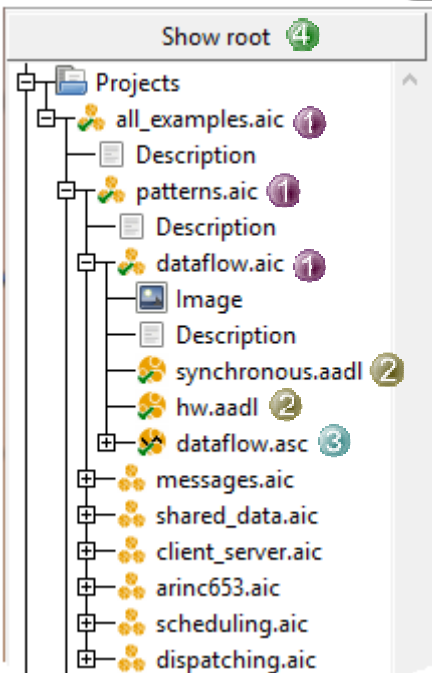 Show root 4
Projects
all_examples.aic 1
Description
patterns.aic 1
Description
dataflow.aic 1
Image
Description
synchronous.aadl 2
hw.aadl 2
dataflow.asc 3
messages.aic
shared_data.aic
client_server.aic
arinc653.aic
scheduling.aic
dispatching.aic